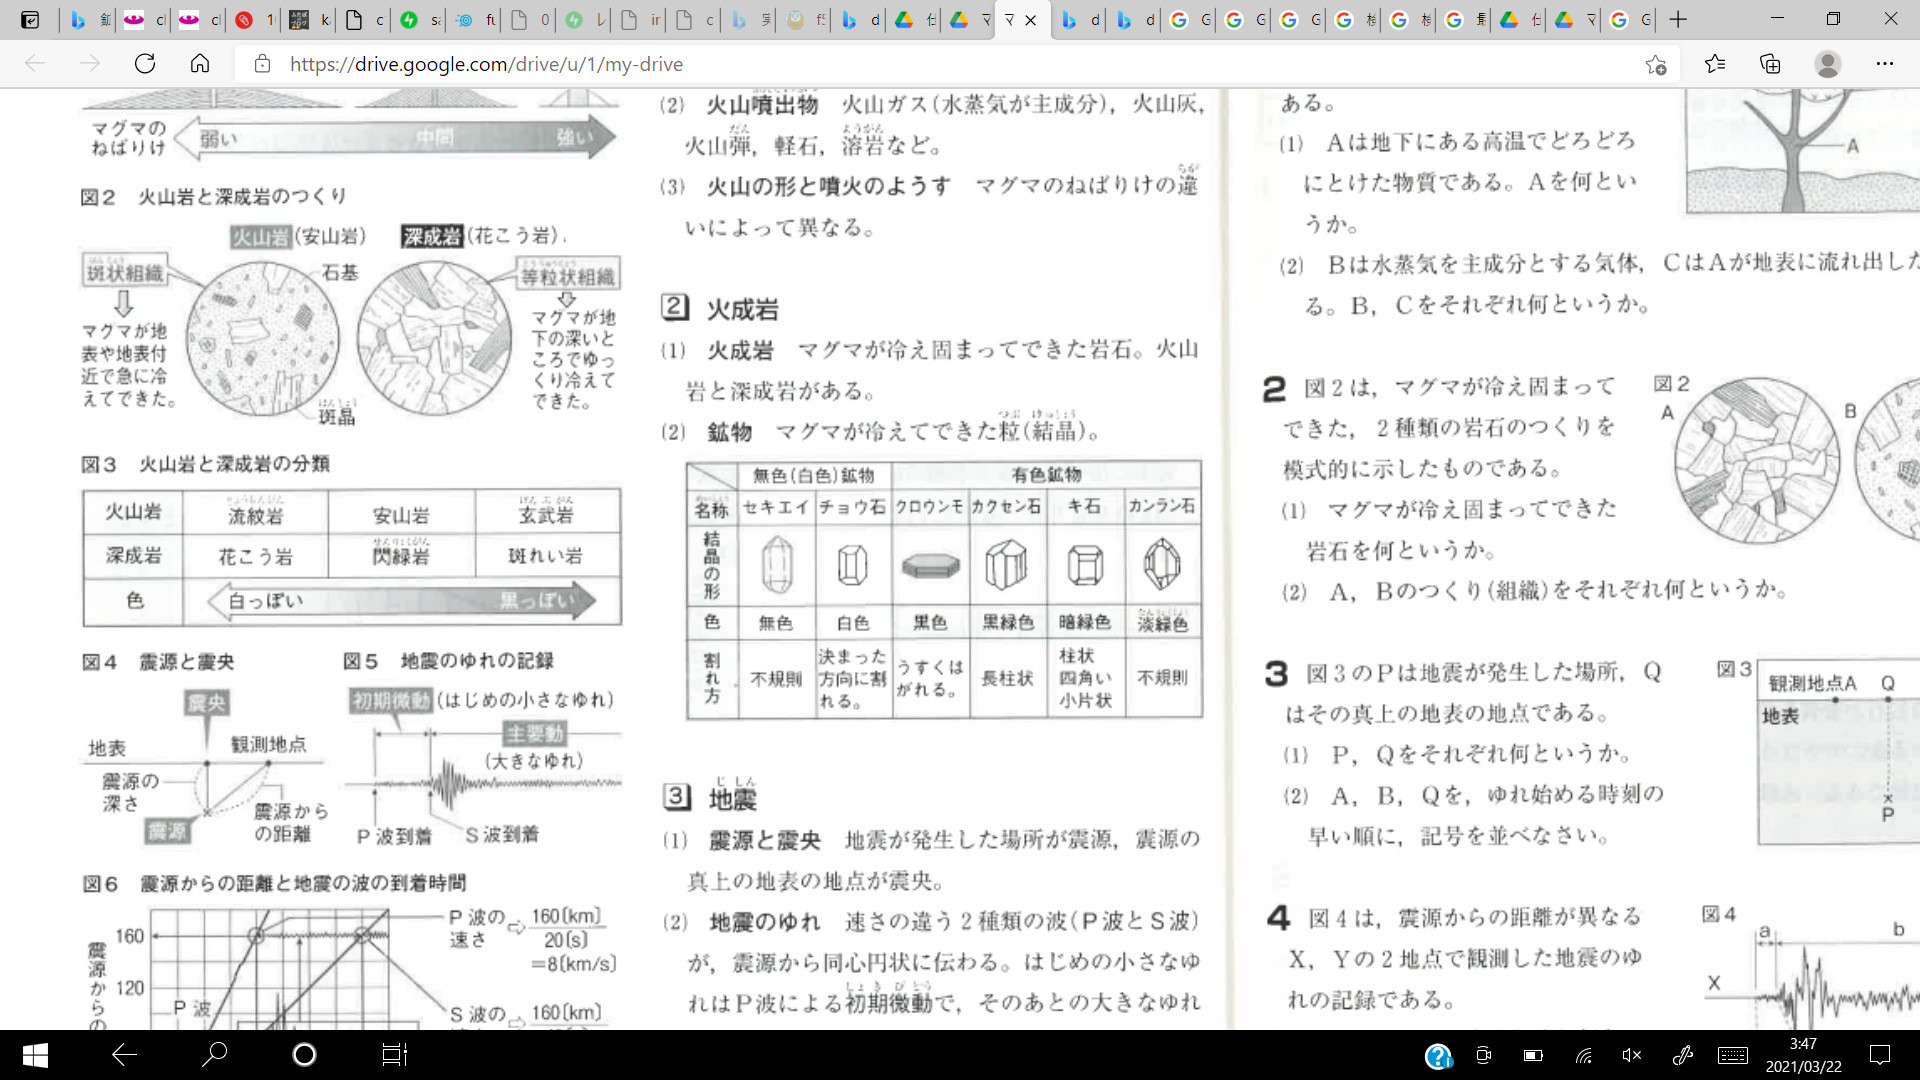 https://drive.google.com/drive/u/1/my-drive
マグマの
ねばりけ
弱い
中間
強い
図2 火山岩と深成岩のつくり
火山岩(安山岩)
深成岩(花こう岩)
斑状組織
石基
等粒状組織
マグマが地
表や地表付
近で急に冷
えてできた。
斑晶
マグマが地
下の深いと
ころでゆっ
くり冷えて
できた。
図3 火山岩と深成岩の分類
火山岩 流紋岩 安山岩 玄武岩
深成岩 花こう岩 閃緑岩 斑れい岩
色 白っぽい 黒っぽい
図4 震源と震央
震央
地表
観測地点
震源の
深さ
震源から
の距離
震源
図5 地震のゆれの記録
初期微動(はじめの小さなゆれ)
主要動
(大きなゆれ)
P波到着
S波到着
図6 震源からの距離と地震の波の到着時間
160
120
震源からの
P波
P波の
速さ
160(km)
20(s)
=8(km/s)
S波の
160(km)
(2) 火山噴出物 火山ガス(水蒸気が主成分),火山灰,
火山弾,軽石,溶岩など。
(3) 火山の形と噴火のようす マグマのねばりけの違
いによって異なる。
2 火成岩
(1) 火成岩 マグマが冷え固まってできた岩石。火山
岩と深成岩がある。
(2) 鉱物 マグマが冷えてできた粒(結晶)。
無色(白色)鉱物 有色鉱物
名称 セキエイ チョウ石 クロウンモ カクセン石 キ石 カンラン石
結晶の形
色 無色 白色 黒色 黒緑色 暗緑色 淡緑色
割れ方 不規則 決まった方向に割れる。 うすくはがれる。 長柱状 柱状四角い小片状 不規則
3 地震
(1) 震源と震央 地震が発生した場所が震源,震源の
真上の地表の地点が震央。
(2) 地震のゆれ 速さの違う2種類の波(P波とS波)
が,震源から同心円状に伝わる。はじめの小さなゆ
れはP波による初期微動で,そのあとの大きなゆれ
ある。
(1) Aは地下にある高温でどろどろ
にとけた物質である。Aを何とい
うか。
A
(2) Bは水蒸気を主成分とする気体,CはAが地表に流れ出した
る。B,Cをそれぞれ何というか。
2 図2は,マグマが冷え固まって
できた,2種類の岩石のつくりを
模式的に示したものである。
(1) マグマが冷え固まってできた
岩石を何というか。
(2) A,Bのつくり(組織)をそれぞれ何というか。
図2
A
B
3 図3のPは地震が発生した場所,Q
はその真上の地表の地点である。
(1) P,Qをそれぞれ何というか。
(2) A,B,Qを,ゆれ始める時刻の
早い順に,記号を並べなさい。
図3
観測地点A Q
地表
P
4 図4は,震源からの距離が異なる
X,Yの2地点で観測した地震のゆ
れの記録である。
図4
a
b
X
3:47
2021/03/22